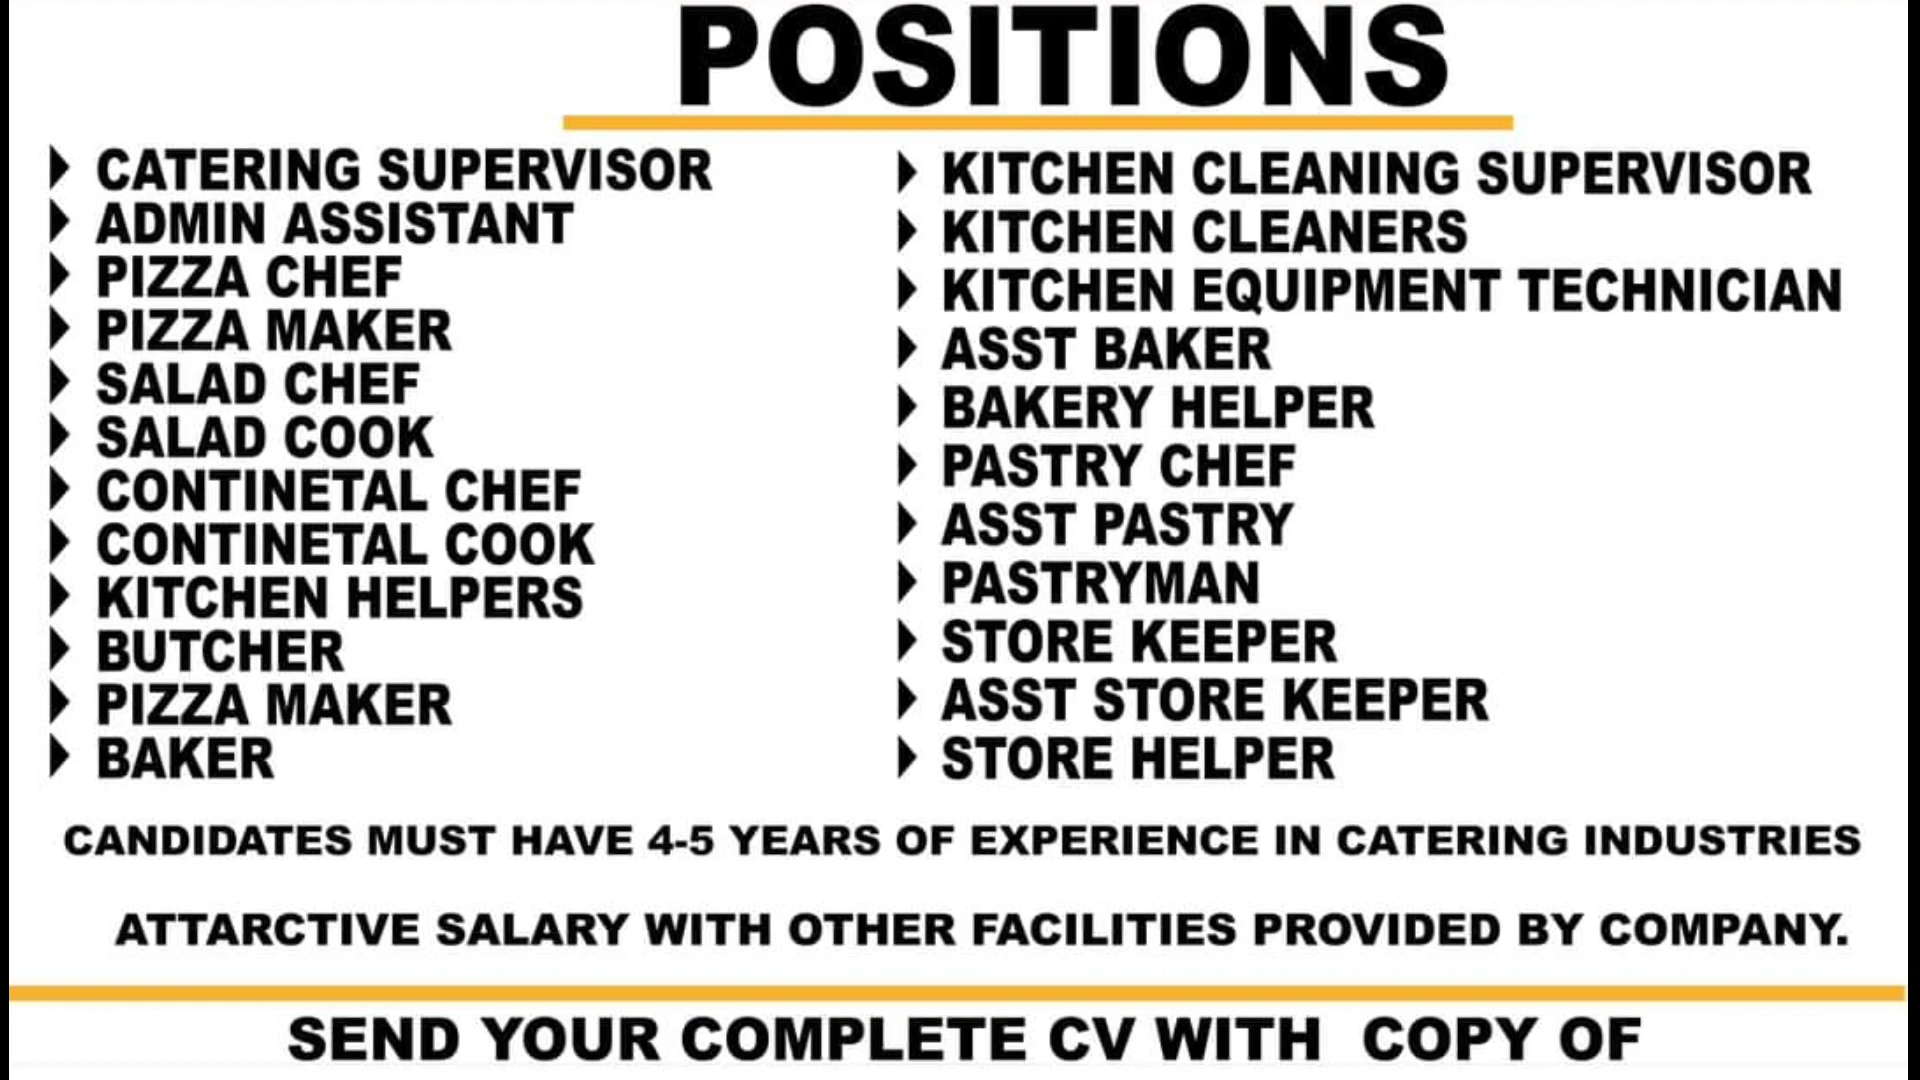 POSITIONS
CATERING SUPERVISOR
ADMIN ASSISTANT
PIZZA CHEF
PIZZA MAKER
SALAD CHEF
SALAD COOK
CONTINETAL CHEF
CONTINETAL COOK
KITCHEN HELPERS
BUTCHER
PIZZA MAKER
BAKER
KITCHEN CLEANING SUPERVISOR
KITCHEN CLEANERS
KITCHEN EQUIPMENT TECHNICIAN
ASST BAKER
BAKERY HELPER
PASTRY CHEF
ASST PASTRY
PASTRYMAN
STORE KEEPER
ASST STORE KEEPER
STORE HELPER
CANDIDATES MUST HAVE 4-5 YEARS OF EXPERIENCE IN CATERING INDUSTRIES
ATTARCTIVE SALARY WITH OTHER FACILITIES PROVIDED BY COMPANY.
SEND YOUR COMPLETE CV WITH COPY OF